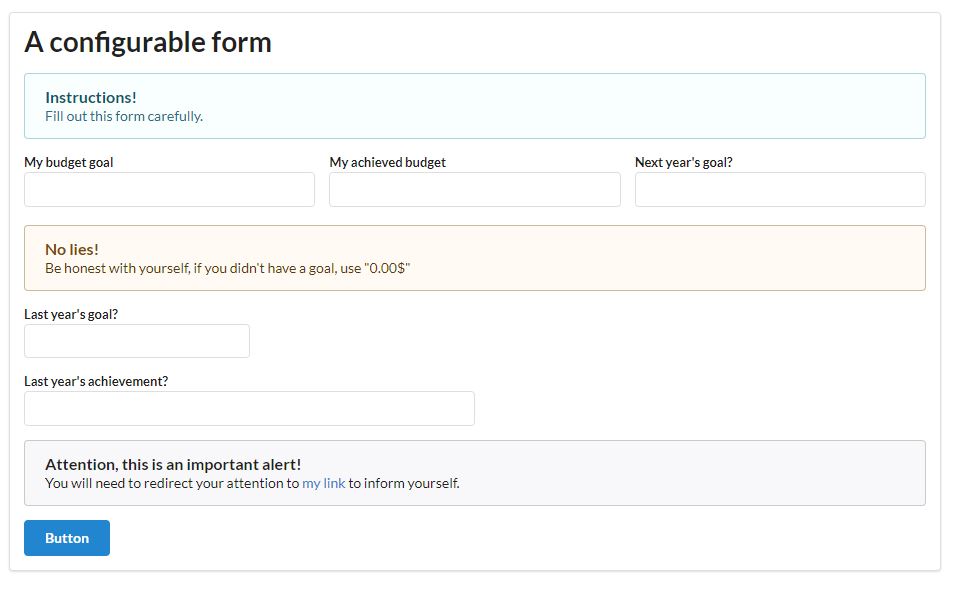 A configurable form
Instructions!
Fill out this form carefully.
My budget goal My achieved budget Next year's goal?
No lies!
Be honest with yourself, if you didn't have a goal, use "0.00$"
Last year's goal?
Last year's achievement?
Attention, this is an important alert!
You will need to redirect your attention to my link to inform yourself.
Button